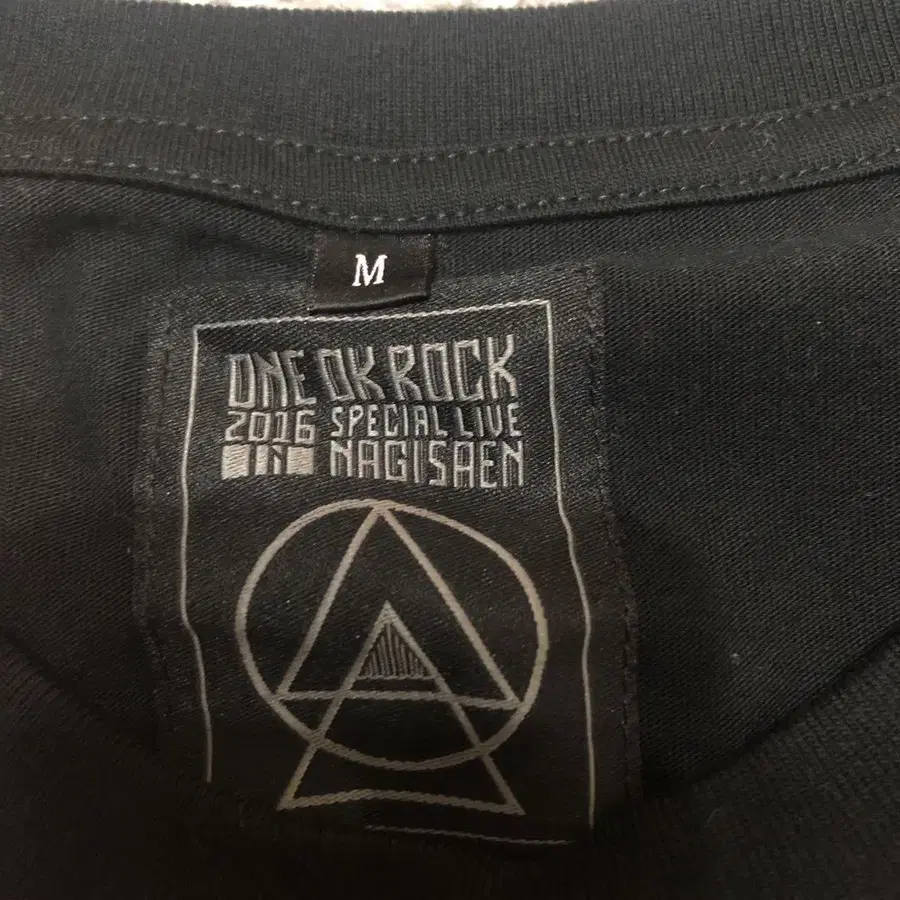 M
ONE OK ROCK
2016 SPECIAL LIVE
IN NAGISAEN